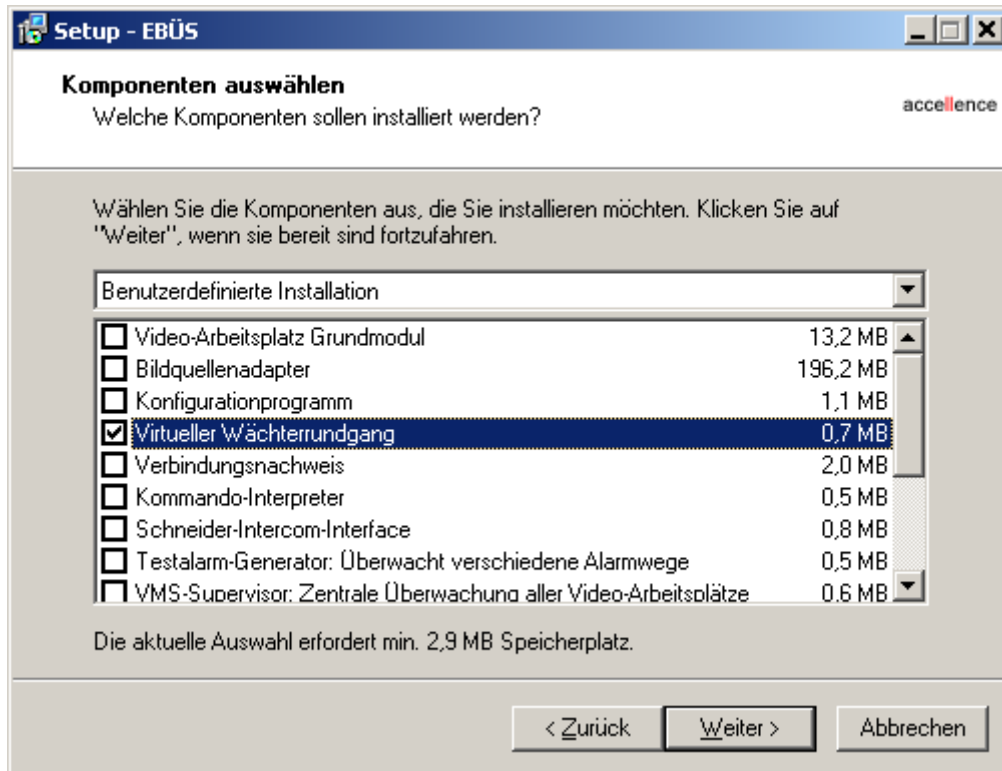 Setup - EBÜS
Komponenten auswählen
Welche Komponenten sollen installiert werden?
accellence
Wählen Sie die Komponenten aus, die Sie installieren möchten. Klicken Sie auf
"Weiter", wenn sie bereit sind fortzufahren.
Benutzerdefinierte Installation
Video-Arbeitsplatz Grundmodul 13,2 MB
Bildquellenadapter 196,2 MB
Konfigurationprogramm 1,1 MB
Virtueller Wächterrundgang 0,7 MB
Verbindungsnachweis 2,0 MB
Kommando-Interpreter 0,5 MB
Schneider-Intercom-Interface 0,8 MB
Testalarm-Generator: Überwacht verschiedene Alarmwege 0,5 MB
VMS-Supervisor: Zentrale Überwachung aller Video-Arbeitsplätze 0,6 MB
Die aktuelle Auswahl erfordert min. 2,9 MB Speicherplatz.
< Zurück Weiter > Abbrechen